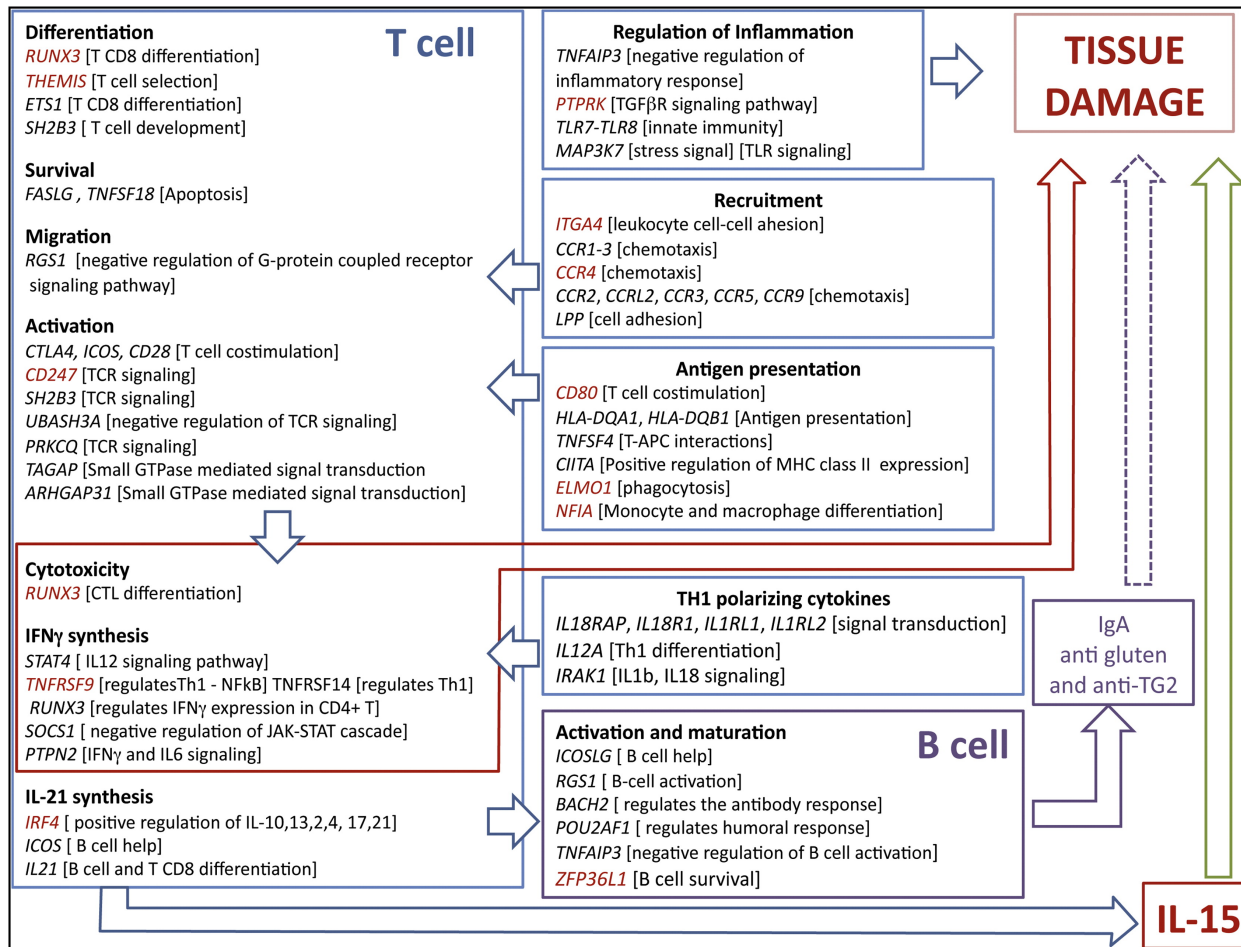 T cell
Differentiation
RUNX3 [T CD8 differentiation]
THEMIS [T cell selection]
ETS1 [T CD8 differentiation]
SH2B3 [ T cell development]
Survival
FASLG , TNFSF18 [Apoptosis]
Migration
RGS1 [negative regulation of G-protein coupled receptor
signaling pathway]
Activation
CTLA4, ICOS, CD28 [T cell costimulation]
CD247 [TCR signaling]
SH2B3 [TCR signaling]
UBASH3A [negative regulation of TCR signaling]
PRKCQ [TCR signaling]
TAGAP [Small GTPase mediated signal transduction
ARHGAP31 [Small GTPase mediated signal transduction]
Cytotoxicity
RUNX3 [CTL differentiation]
IFNγ synthesis
STAT4 [ IL12 signaling pathway]
TNFRSF9 [regulatesTh1 - NFkB] TNFRSF14 [regulates Th1]
RUNX3 [regulates IFNγ expression in CD4+ T]
SOCS1 [ negative regulation of JAK-STAT cascade]
PTPN2 [IFNγ and IL6 signaling]
IL-21 synthesis
IRF4 [ positive regulation of IL-10,13,2,4, 17,21]
ICOS [ B cell help]
IL21 [B cell and T CD8 differentiation]
Regulation of Inflammation
TNFAIP3 [negative regulation of
inflammatory response]
PTPRK [TGFβR signaling pathway]
TLR7-TLR8 [innate immunity]
MAP3K7 [stress signal] [TLR signaling]
Recruitment
ITGA4 [leukocyte cell-cell ahesion]
CCR1-3 [chemotaxis]
CCR4 [chemotaxis]
CCR2, CCRL2, CCR3, CCR5, CCR9 [chemotaxis]
LPP [cell adhesion]
Antigen presentation
CD80 [T cell costimulation]
HLA-DQA1, HLA-DQB1 [Antigen presentation]
TNFSF4 [T-APC interactions]
CIITA [Positive regulation of MHC class II expression]
ELMO1 [phagocytosis]
NFIA [Monocyte and macrophage differentiation]
TH1 polarizing cytokines
IL18RAP, IL18R1, IL1RL1, IL1RL2 [signal transduction]
IL12A [Th1 differentiation]
IRAK1 [IL1b, IL18 signaling]
B cell
Activation and maturation
ICOSLG [ B cell help]
RGS1 [ B-cell activation]
BACH2 [ regulates the antibody response]
POU2AF1 [ regulates humoral response]
TNFAIP3 [negative regulation of B cell activation]
ZFP36L1 [B cell survival]
TISSUE
DAMAGE
IgA
anti gluten
and anti-TG2
IL-15